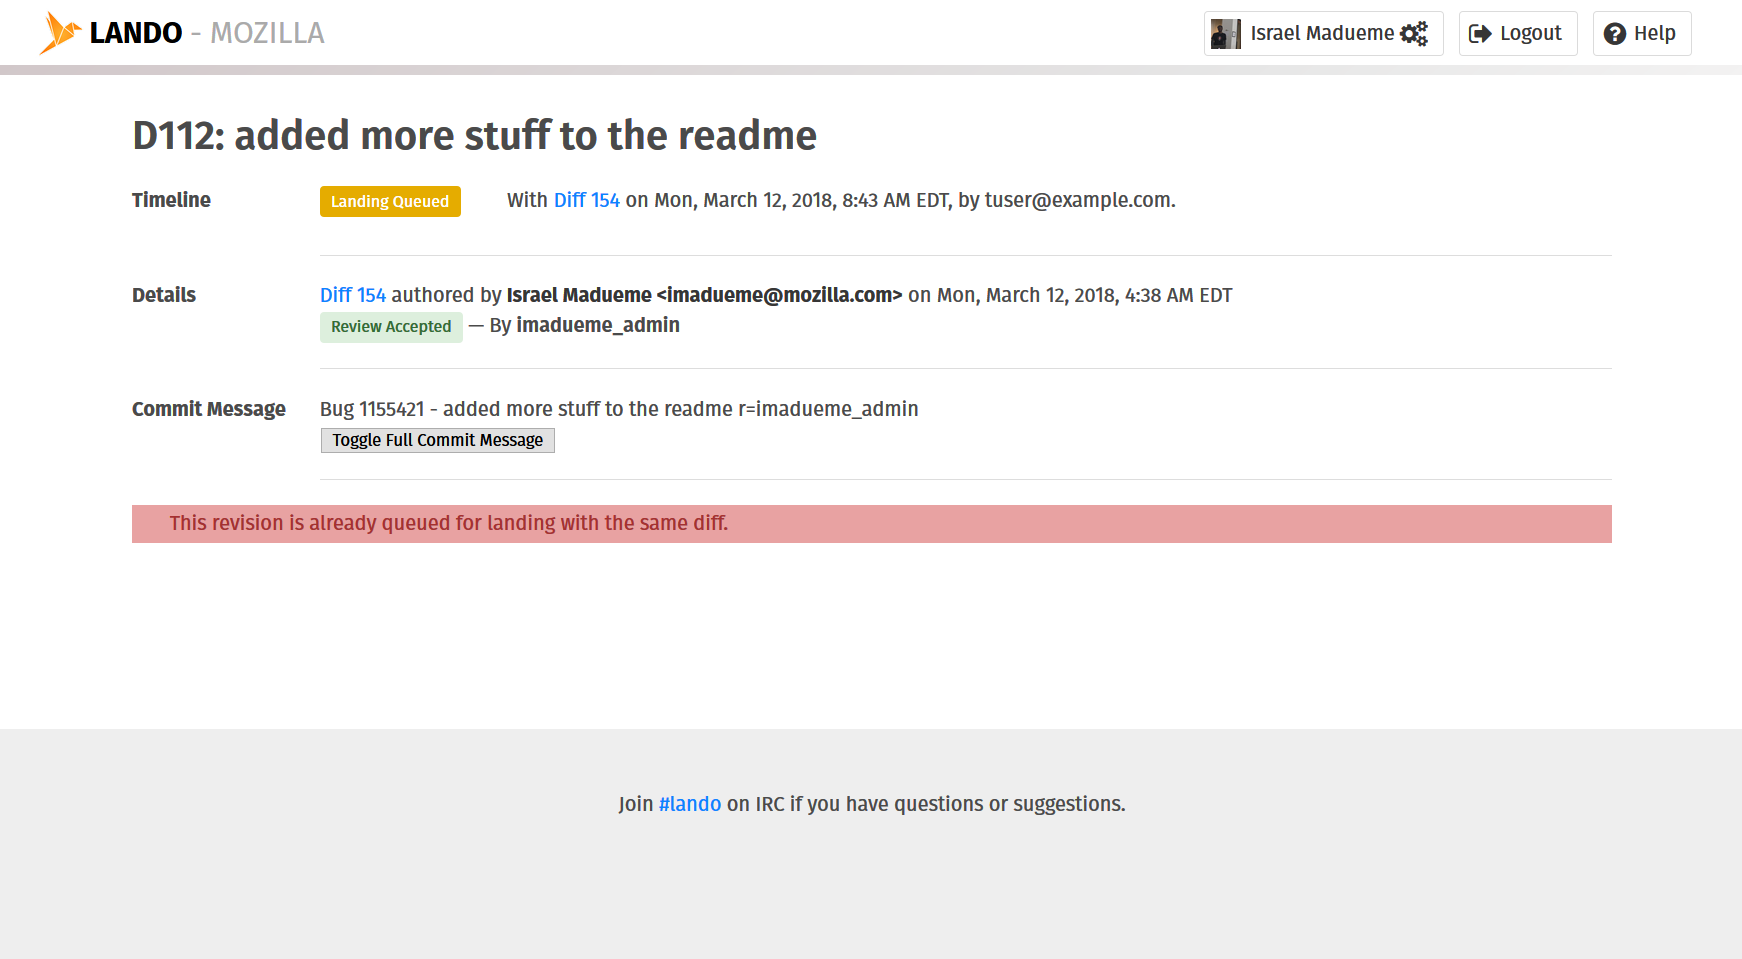 LANDO - MOZILLA
Israel Madueme
Logout
Help
D112: added more stuff to the readme
Timeline
Landing Queued
With Diff 154 on Mon, March 12, 2018, 8:43 AM EDT, by tuser@example.com.
Details
Diff 154 authored by Israel Madueme <imadueme@mozilla.com> on Mon, March 12, 2018, 4:38 AM EDT
Review Accepted — By imadueme_admin
Commit Message
Bug 1155421 - added more stuff to the readme r=imadueme_admin
Toggle Full Commit Message
This revision is already queued for landing with the same diff.
Join #lando on IRC if you have questions or suggestions.